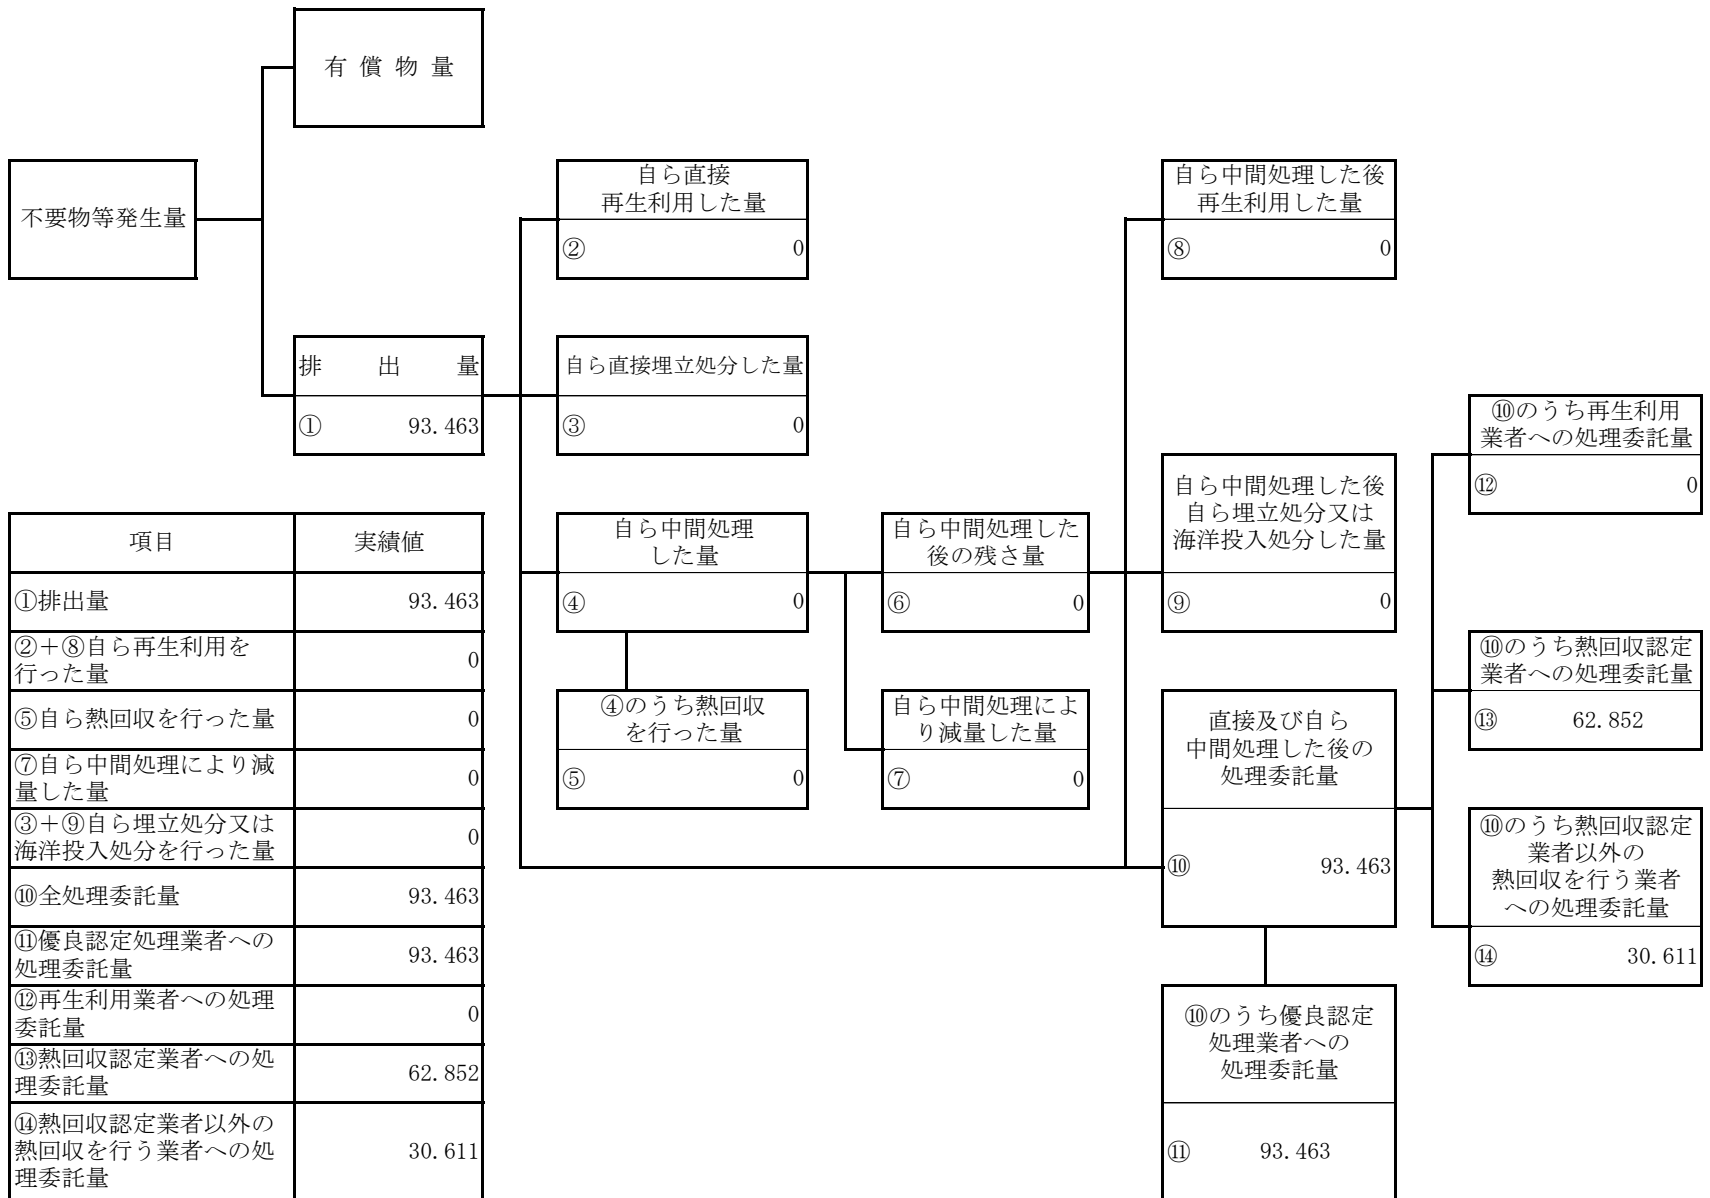 有償物量
不要物等発生量
自ら直接
再生利用した量
② 0
自ら中間処理した後
再生利用した量
⑧ 0
排出量
① 93.463
自ら直接埋立処分した量
③ 0
⑩のうち再生利用
業者への処理委託量
⑫ 0
自ら中間処理
した量
④ 0
自ら中間処理した
後の残さ量
⑥ 0
自ら中間処理した後
自ら埋立処分又は
海洋投入処分した量
⑨ 0
⑩のうち熱回収認定
業者への処理委託量
⑬ 62.852
④のうち熱回収
を行った量
⑤ 0
自ら中間処理によ
り減量した量
⑦ 0
直接及び自ら
中間処理した後の
処理委託量
⑩ 93.463
⑩のうち熱回収認定
業者以外の
熱回収を行う業者
への処理委託量
⑭ 30.611
⑩のうち優良認定
処理業者への
処理委託量
⑪ 93.463
項目 実績値
①排出量 93.463
②+⑧自ら再生利用を
行った量 0
⑤自ら熱回収を行った量 0
⑦自ら中間処理により減
量した量 0
③+⑨自ら埋立処分又は
海洋投入処分を行った量 0
⑩全処理委託量 93.463
⑪優良認定処理業者への
処理委託量 93.463
⑫再生利用業者への処理
委託量 0
⑬熱回収認定業者への処
理委託量 62.852
⑭熱回収認定業者以外の
熱回収を行う業者への処
理委託量 30.611